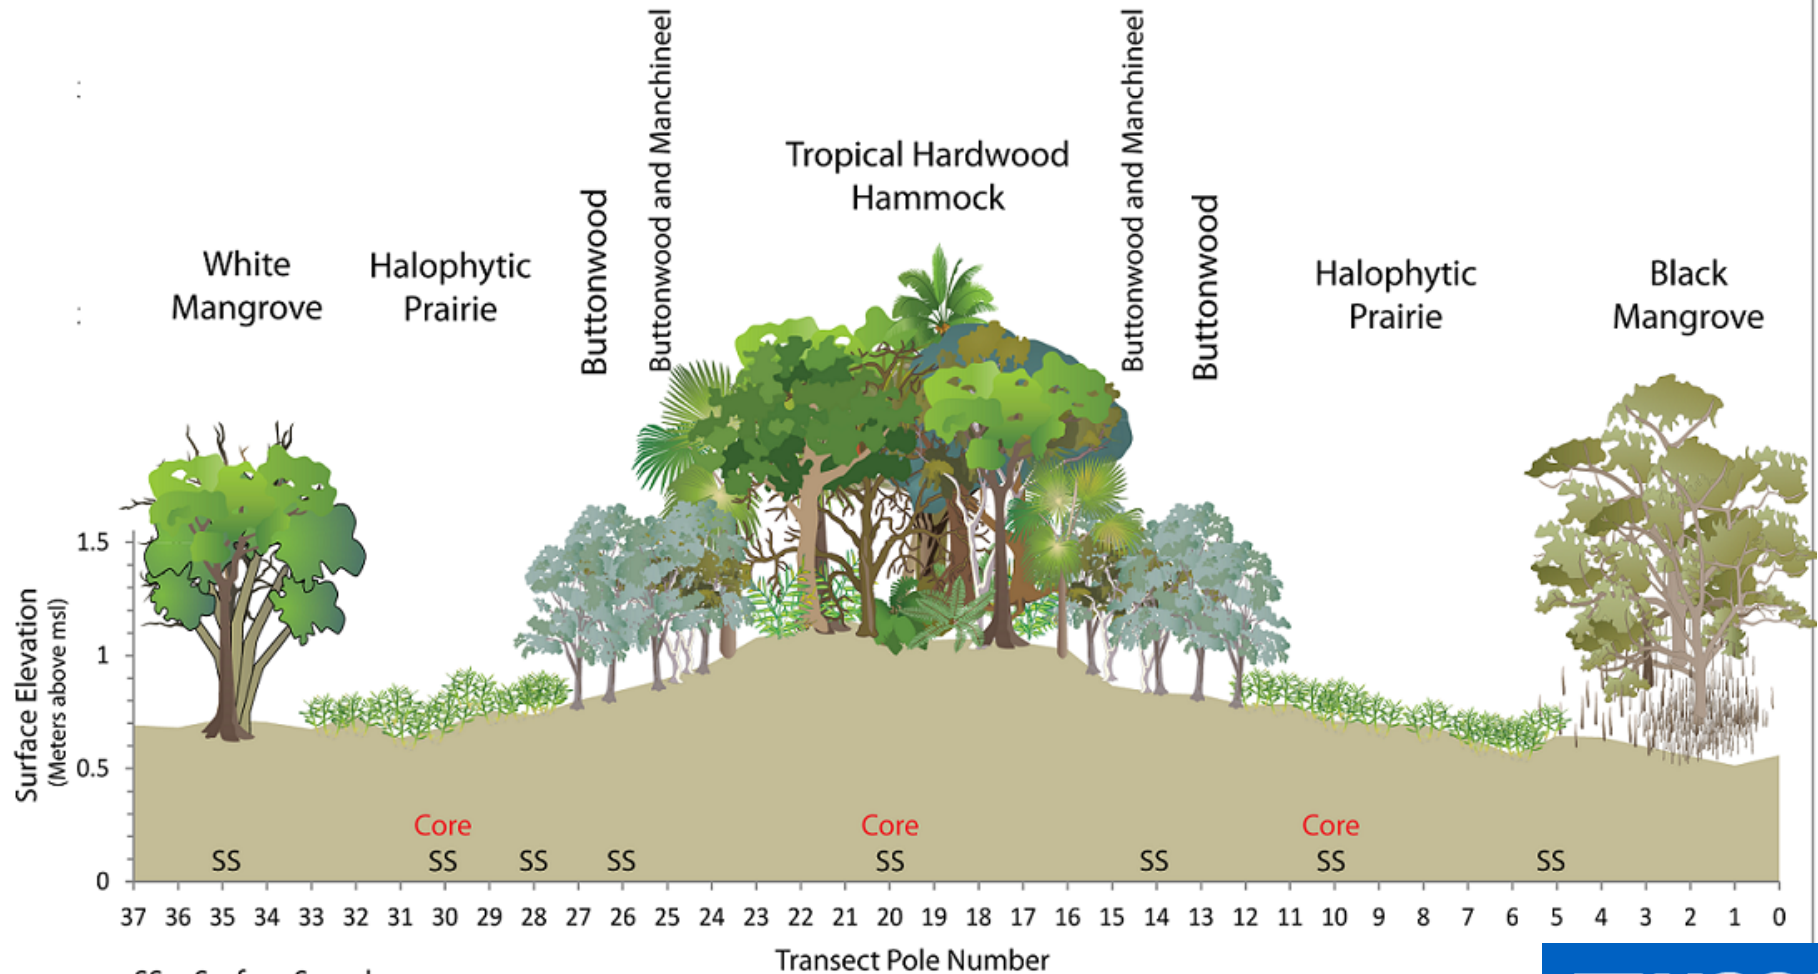 Buttonwood and Manchineel
Buttonwood and Manchineel
Tropical Hardwood
Hammock
Buttonwood
Buttonwood
White
Mangrove
Halophytic
Prairie
Halophytic
Prairie
Black
Mangrove
Surface Elevation
(Meters above msl)
1.5
1
0.5
0
Core
Core
Core
SS
SS
SS
SS
SS
SS
SS
SS
37 36 35 34 33 32 31 30 29 28 27 26 25 24 23 22 21 20 19 18 17 16 15 14 13 12 11 10 9 8 7 6 5 4 3 2 1 0
Transect Pole Number